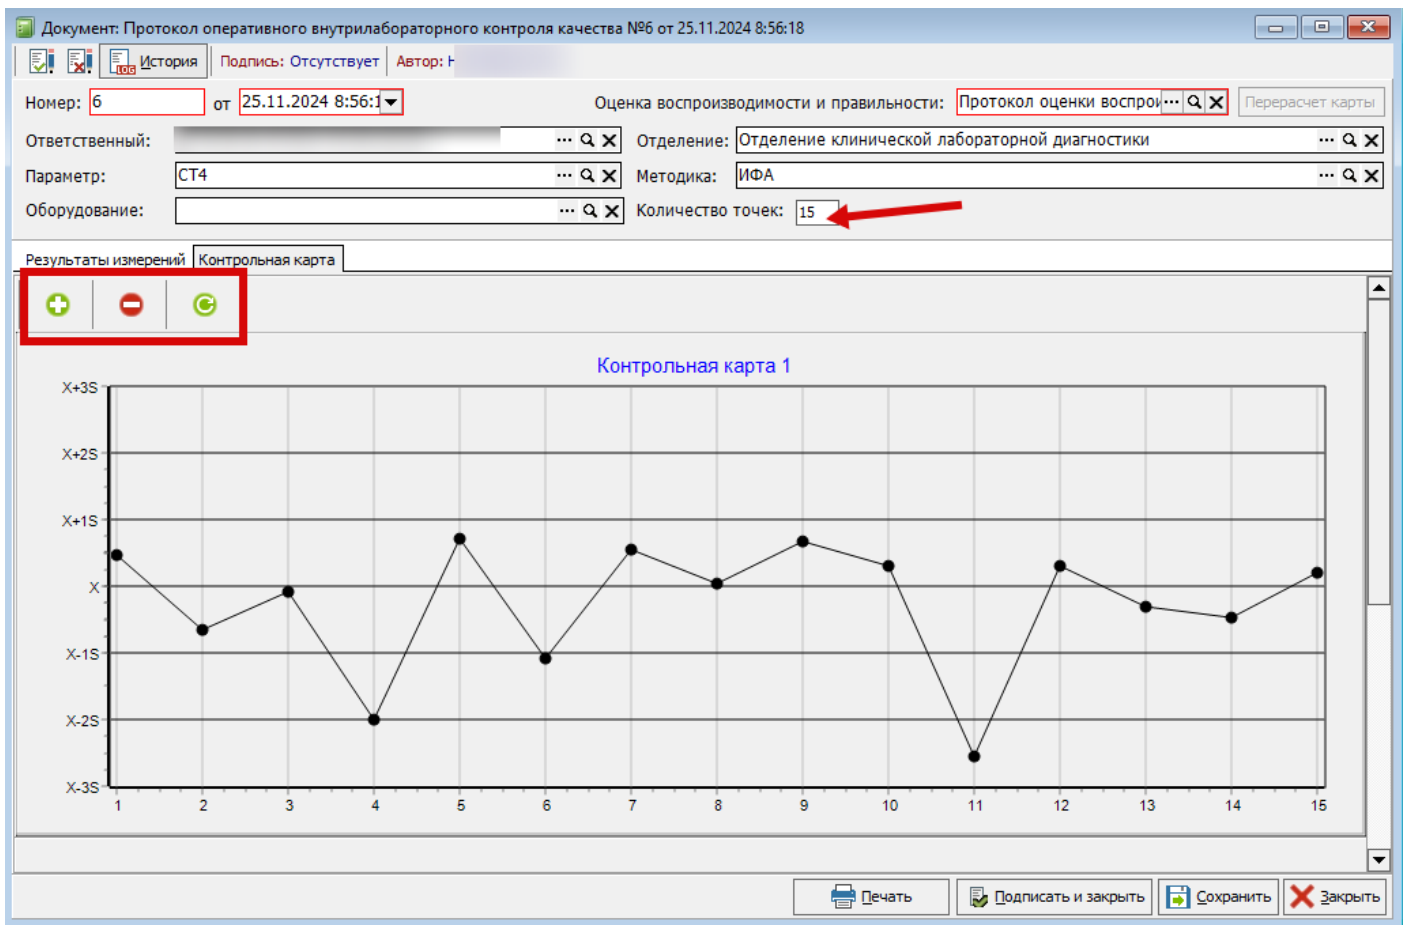 Документ: Протокол оперативного внутрилабораторного контроля качества №6 от 25.11.2024 8:56:18
LOG История Подпись: Отсутствует Автор: Н
Номер: 6 от 25.11.2024 8:56:1 Оценка воспроизводимости и правильности: Протокол оценки воспрои Перерасчет карты
Ответственный: Отделение: Отделение клинической лабораторной диагностики
Параметр: СТ4 Методика: ИФА
Оборудование: Количество точек: 15
Результаты измерений Контрольная карта
Контрольная карта 1
X+3S
X+2S
X+1S
X
X-1S
X-2S
X-3S
1 2 3 4 5 6 7 8 9 10 11 12 13 14 15
Печать Подписать и закрыть Сохранить Закрыть